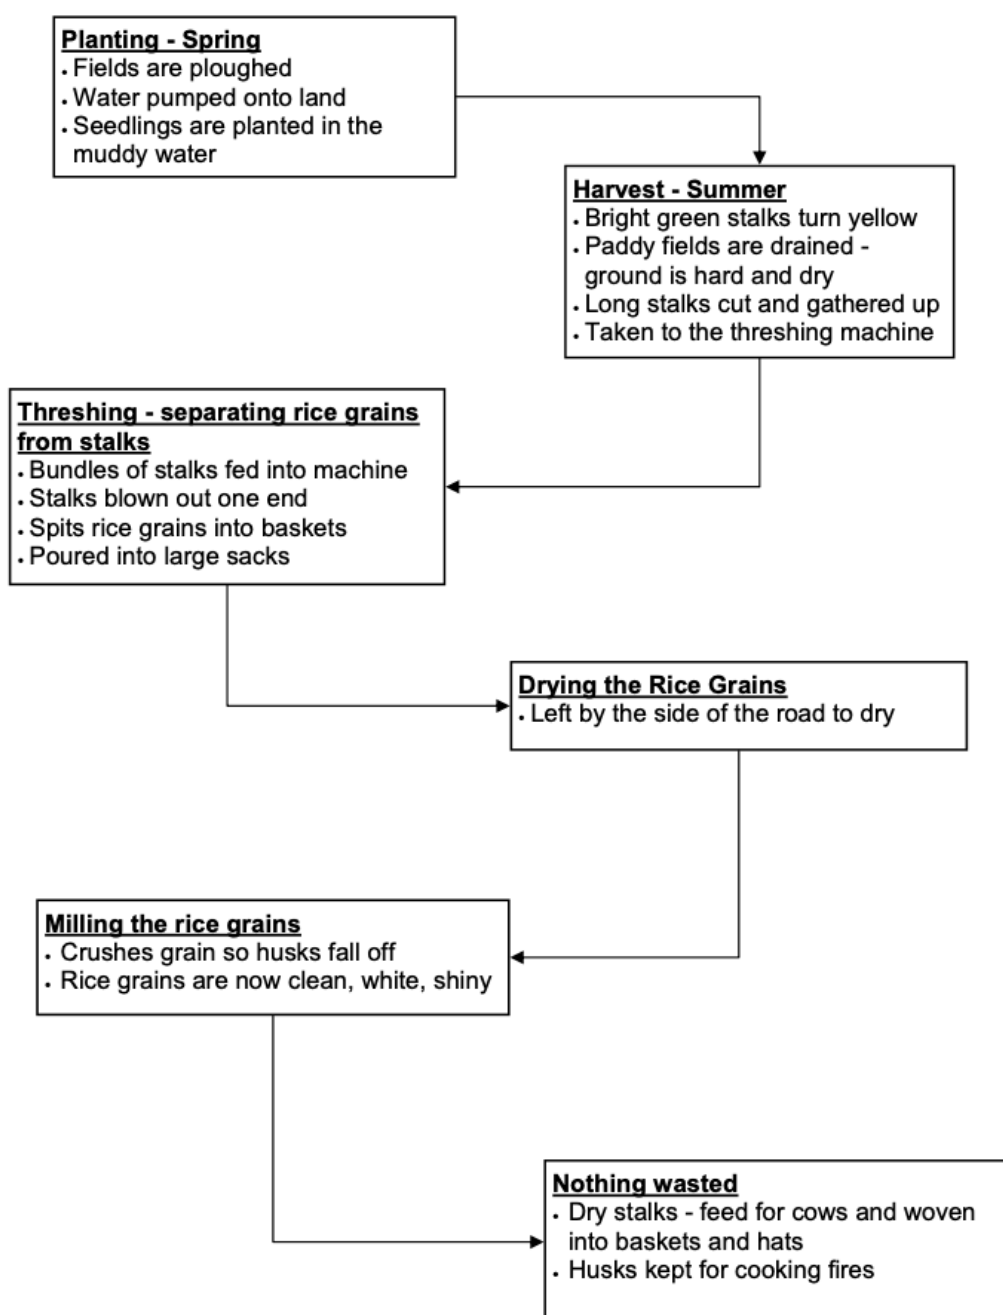 Planting - Spring
• Fields are ploughed
• Water pumped onto land
• Seedlings are planted in the
muddy water
Harvest - Summer
• Bright green stalks turn yellow
• Paddy fields are drained -
ground is hard and dry
• Long stalks cut and gathered up
• Taken to the threshing machine
Threshing - separating rice grains
from stalks
• Bundles of stalks fed into machine
• Stalks blown out one end
• Spits rice grains into baskets
• Poured into large sacks
Drying the Rice Grains
• Left by the side of the road to dry
Milling the rice grains
• Crushes grain so husks fall off
• Rice grains are now clean, white, shiny
Nothing wasted
• Dry stalks - feed for cows and woven
into baskets and hats
• Husks kept for cooking fires